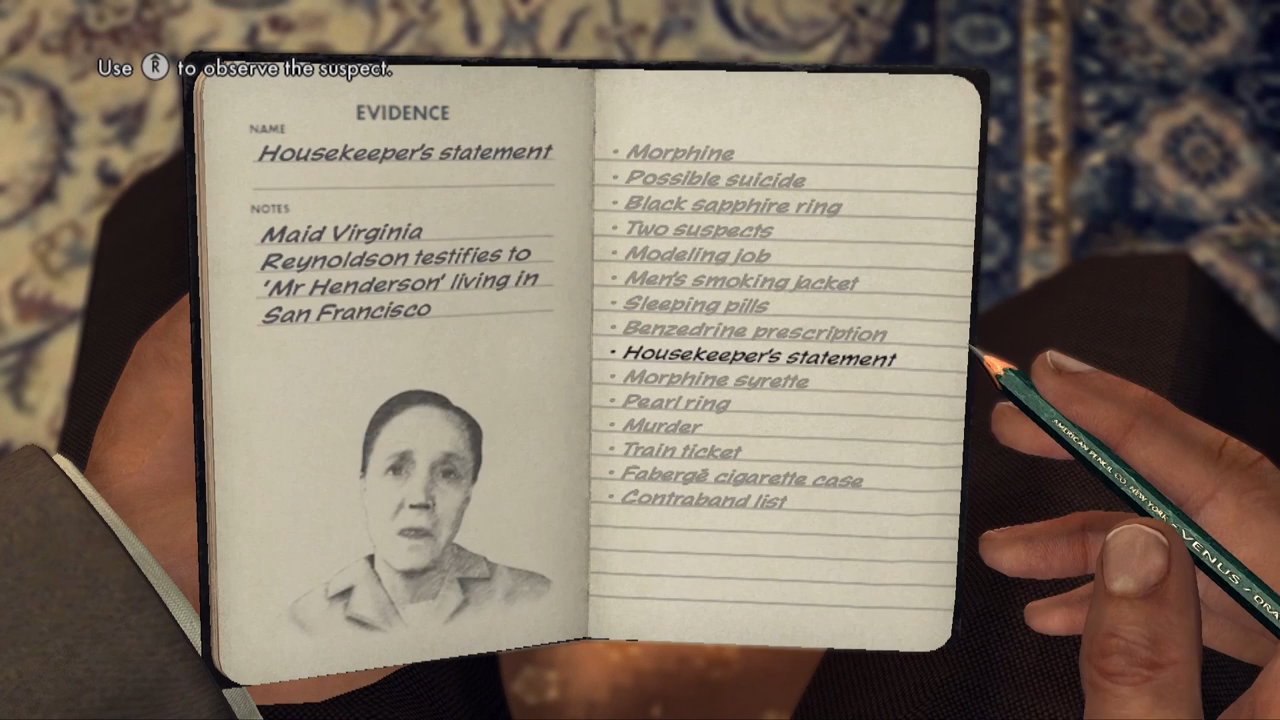 Use R to observe the suspect.
EVIDENCE
NAME
Housekeeper's statement
NOTES
Maid Virginia
Reynoldson testifies to
'Mr Henderson' living in
San Francisco
• Morphine
• Possible suicide
• Black sapphire ring
• Two suspects
• Modeling job
• Men's smoking jacket
• Sleeping pills
• Benzedrine prescription
• Housekeeper's statement
• Morphine syrette
• Pearl ring
• Murder
• Train ticket
• Fabergé cigarette case
• Contraband list
AMERICAN PENCIL CO. NEW YORK VENUS / DRA